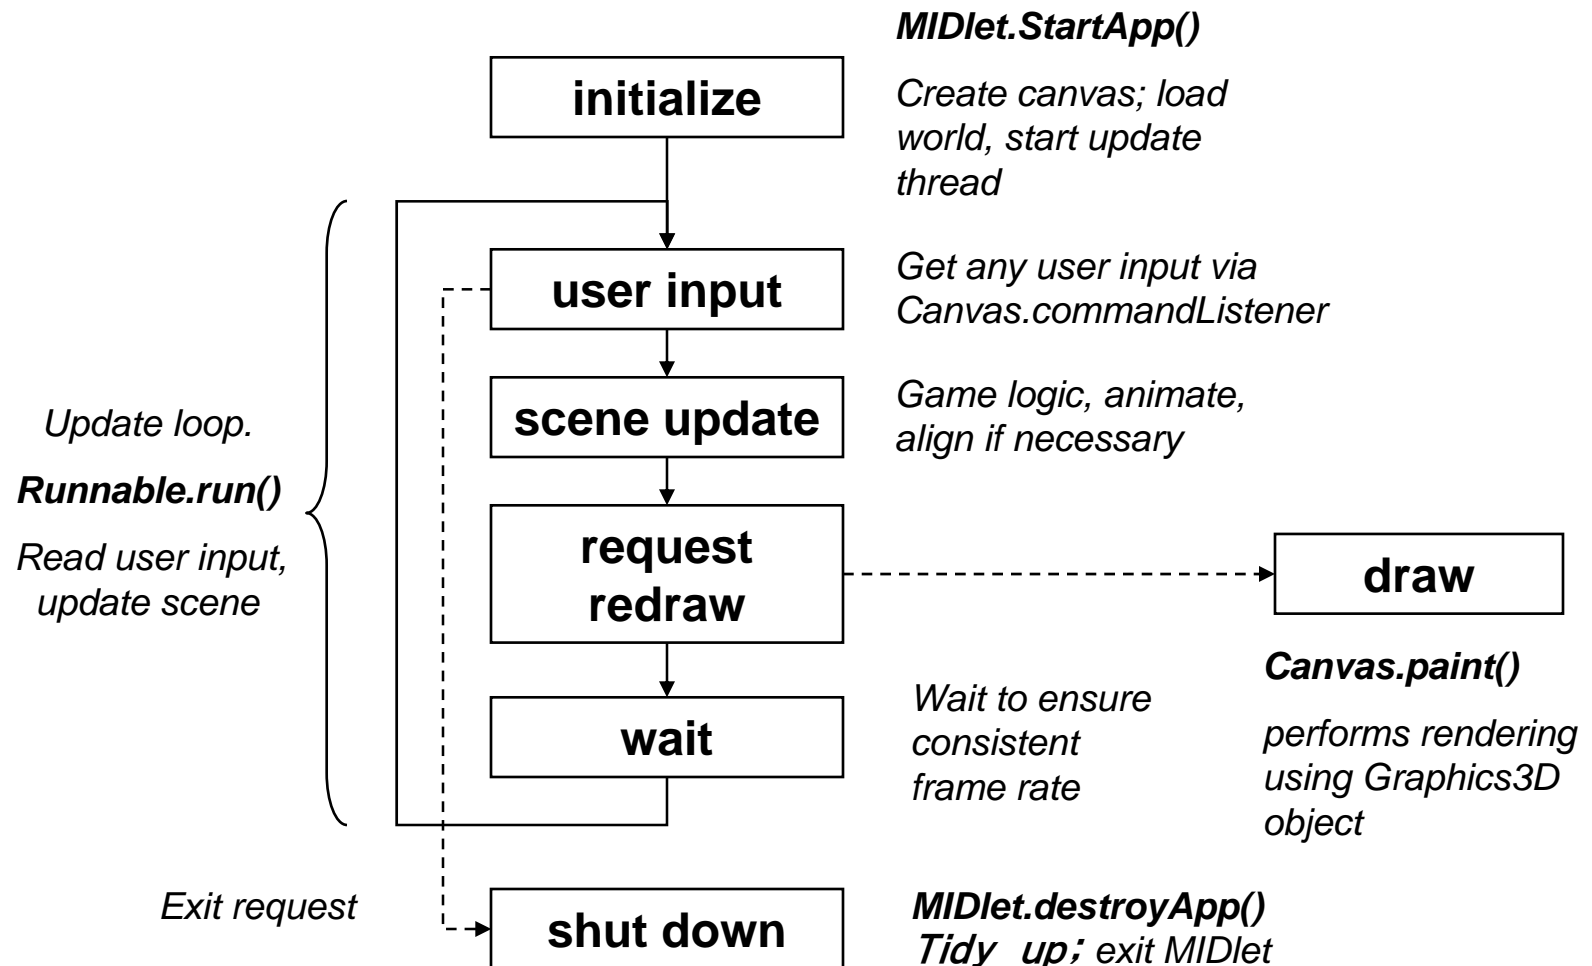 MIDlet.StartApp()
initialize
Create canvas; load
world, start update
thread
user input
Get any user input via
Canvas.commandListener
scene update
Game logic, animate,
align if necessary
Update loop.
Runnable.run()
Read user input,
update scene
request
redraw
draw
Canvas.paint()
performs rendering
using Graphics3D
object
wait
Wait to ensure
consistent
frame rate
Exit request
shut down
MIDlet.destroyApp()
Tidy up; exit MIDlet